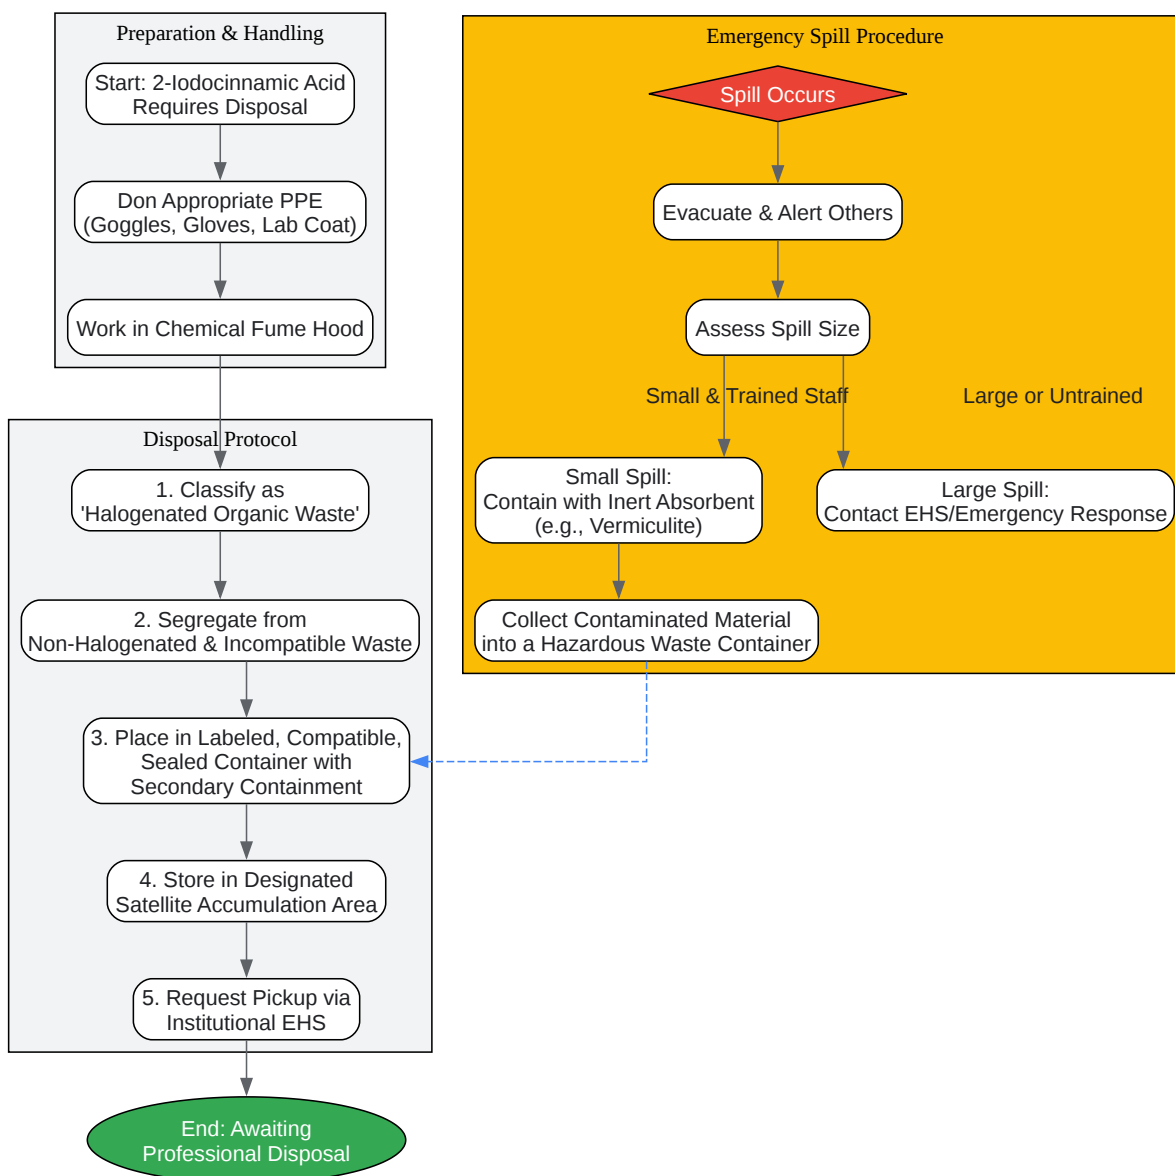 Preparation & Handling
Start: 2-Iodocinnamic Acid
Requires Disposal
Don Appropriate PPE
(Goggles, Gloves, Lab Coat)
Work in Chemical Fume Hood
Disposal Protocol
1. Classify as
'Halogenated Organic Waste'
2. Segregate from
Non-Halogenated & Incompatible Waste
3. Place in Labeled, Compatible,
Sealed Container with
Secondary Containment
4. Store in Designated
Satellite Accumulation Area
5. Request Pickup via
Institutional EHS
End: Awaiting
Professional Disposal
Emergency Spill Procedure
Spill Occurs
Evacuate & Alert Others
Assess Spill Size
Small & Trained Staff
Large or Untrained
Small Spill:
Contain with Inert Absorbent
(e.g., Vermiculite)
Large Spill:
Contact EHS/Emergency Response
Collect Contaminated Material
into a Hazardous Waste Container